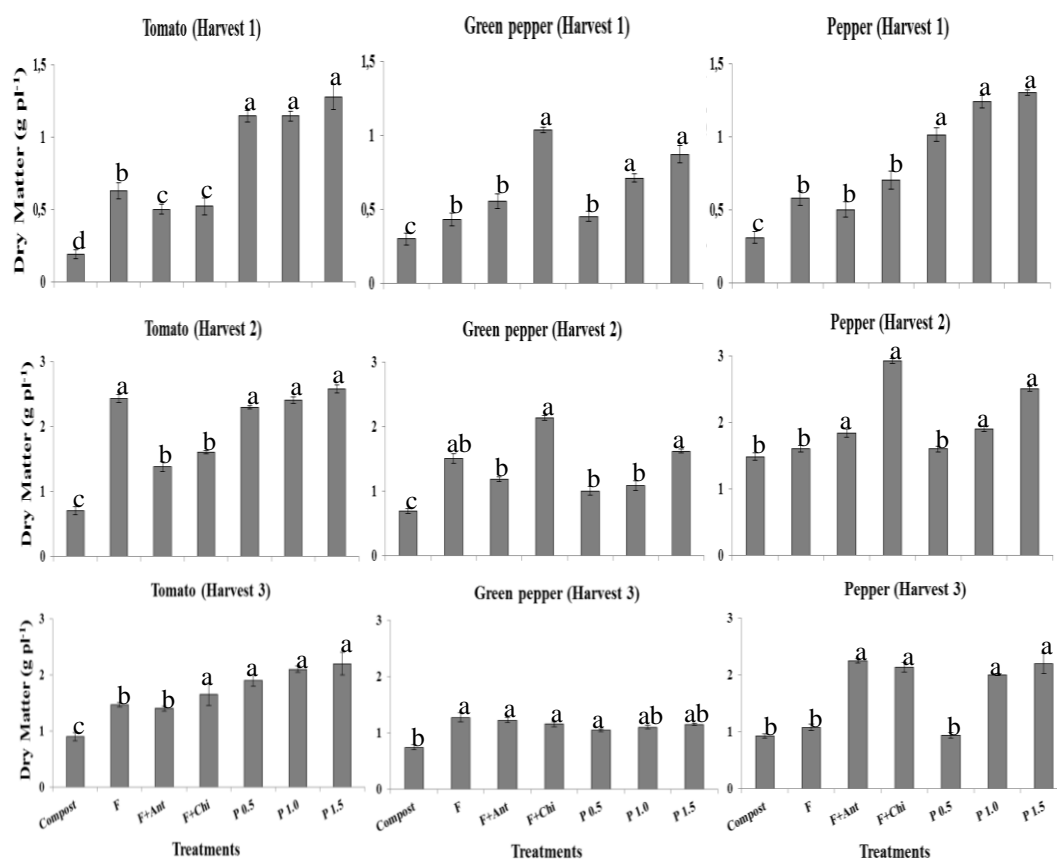 Tomato (Harvest 1)
Green pepper (Harvest 1)
Pepper (Harvest 1)
Dry Matter (g pl⁻¹)
1,5
1
0,5
0
d
b
c
c
a
a
a
1,5
1
0,5
0
c
b
b
a
b
a
a
1,5
1
0,5
0
c
b
b
b
a
a
a
Tomato (Harvest 2)
Green pepper (Harvest 2)
Pepper (Harvest 2)
Dry Matter (g pl⁻¹)
3
2
1
0
c
a
b
b
a
a
a
3
2
1
0
c
ab
b
a
b
b
a
3
2
1
0
b
b
a
a
b
a
a
Tomato (Harvest 3)
Green pepper (Harvest 3)
Pepper (Harvest 3)
Dry Matter (g pl⁻¹)
3
2
1
0
c
b
b
a
a
a
a
3
2
1
0
b
a
a
a
a
ab
ab
3
2
1
0
b
b
a
a
b
a
a
Compost
F
F+Ant
F+Chi
P 0.5
P 1.0
P 1.5
Compost
F
F+Ant
F+Chi
P 0.5
P 1.0
P 1.5
Compost
F
F+Ant
F+Chi
P 0.5
P 1.0
P 1.5
Treatments
Treatments
Treatments